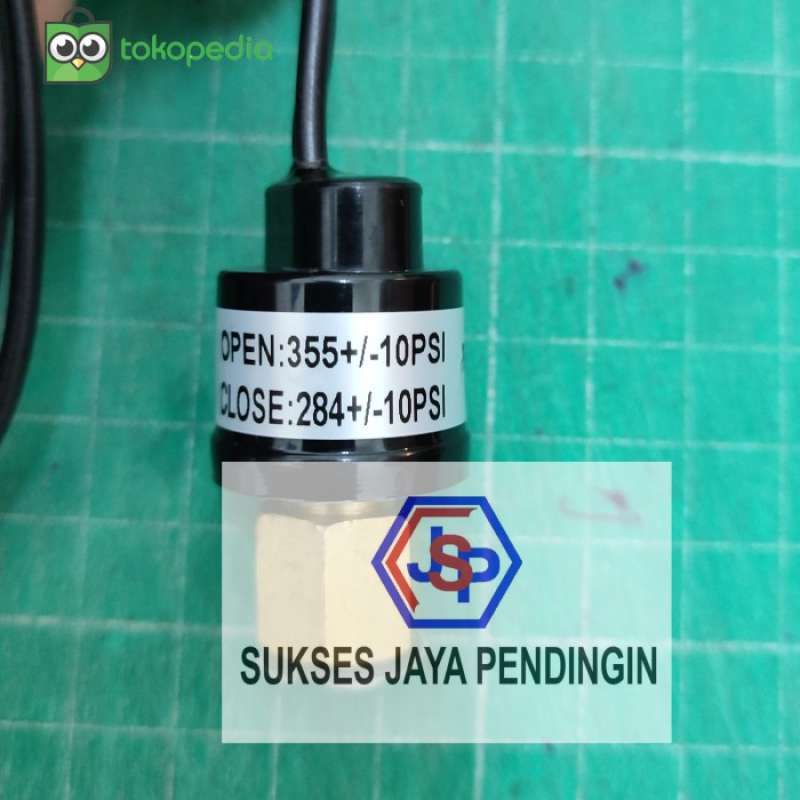 tokopedia
OPEN:355+/-10PSI
CLOSE:284+/-10PSI
JSP
SUKSES JAYA PENDINGIN